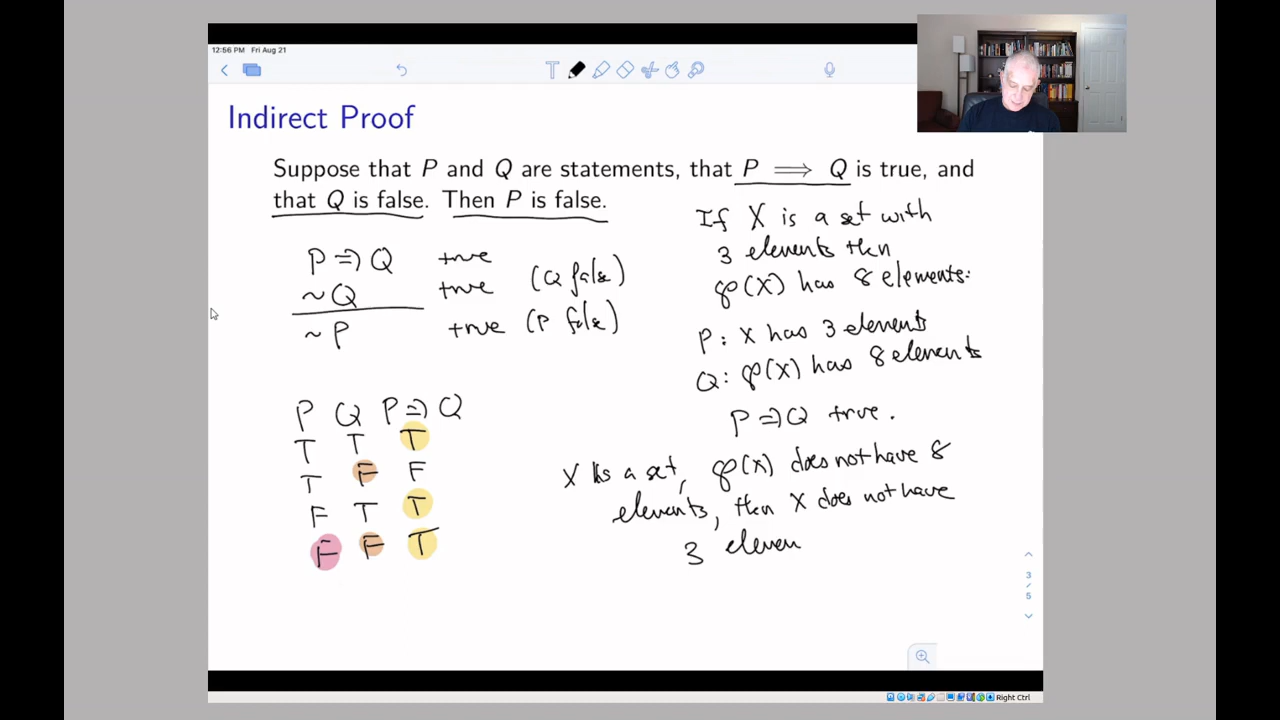 12:56 PM Fri Aug 21
Indirect Proof
Suppose that P and Q are statements, that P ⟹ Q is true, and
that Q is false. Then P is false.
P ⇒ Q true
~ Q true (Q false)
~ P true (P false)
P Q P ⇒ Q
T T T
T F F
F T T
F F T
If X is a set with
3 elements then
℘(X) has 8 elements.
P: X has 3 elements
Q: ℘(X) has 8 elements
P ⇒ Q true.
X is a set, ℘(X) does not have 8
elements, then X does not have
3 elemen
3
/
5
Right Ctrl